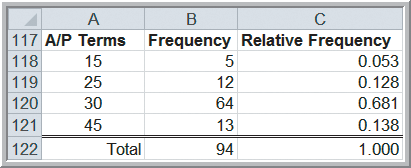 A B C
117 A/P Terms Frequency Relative Frequency
118 15 5 0.053
119 25 12 0.128
120 30 64 0.681
121 45 13 0.138
122 Total 94 1.000